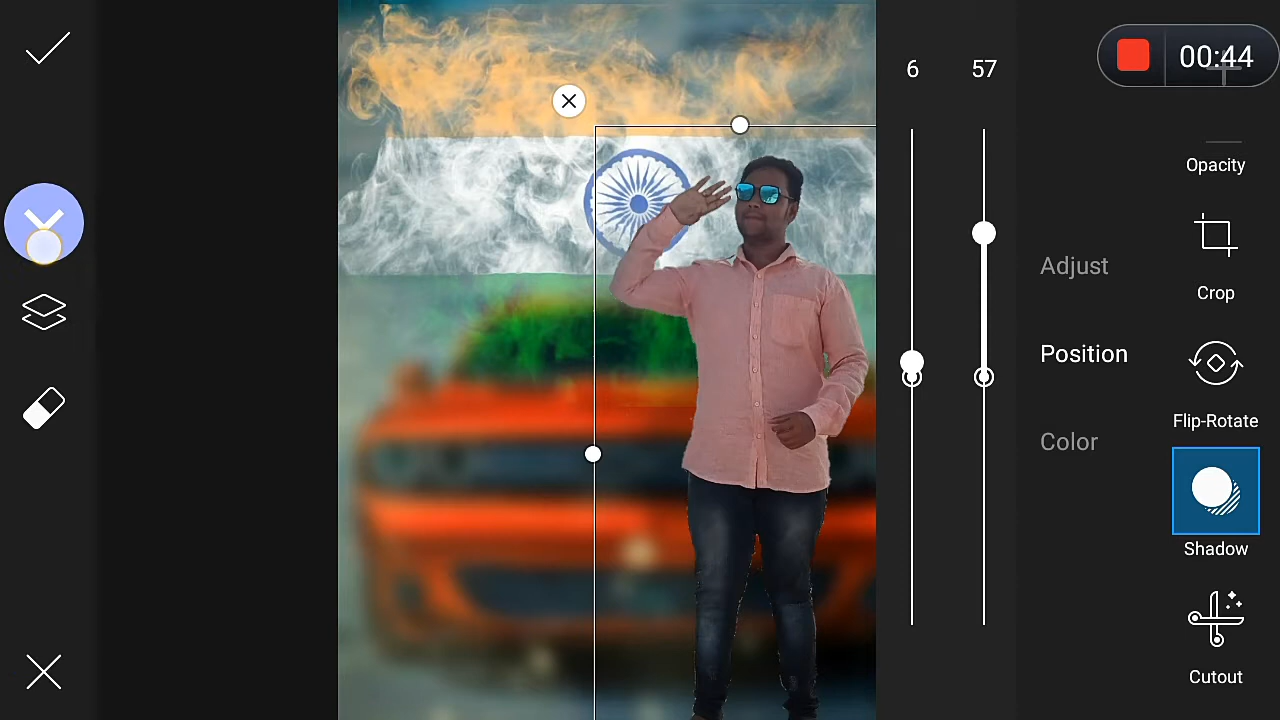 6
57
00:44
Opacity
Crop
Adjust
Position
Flip-Rotate
Color
Shadow
Cutout